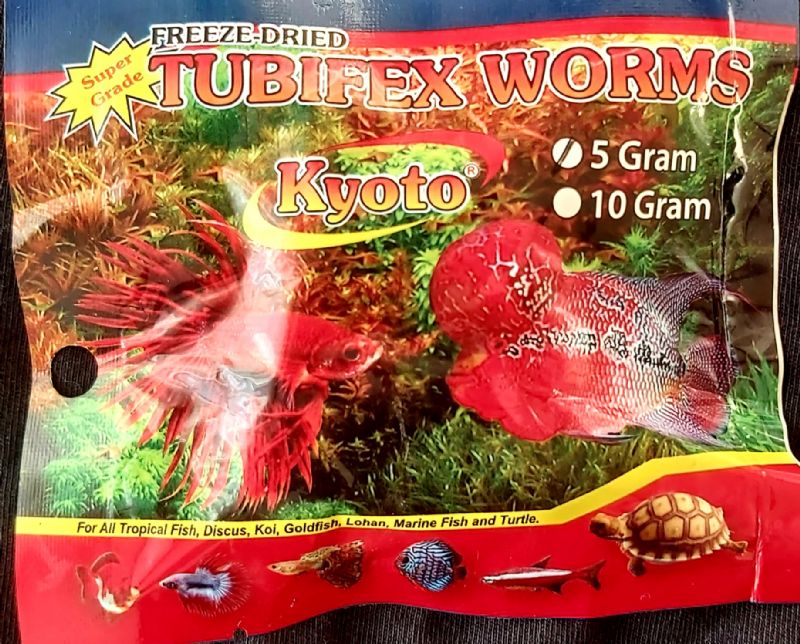 FREEZE-DRIED
Super
Grade
TUBIFEX WORMS
Kyoto®
5 Gram
10 Gram
For All Tropical Fish, Discus, Koi, Goldfish, Lohan, Marine Fish and Turtle.